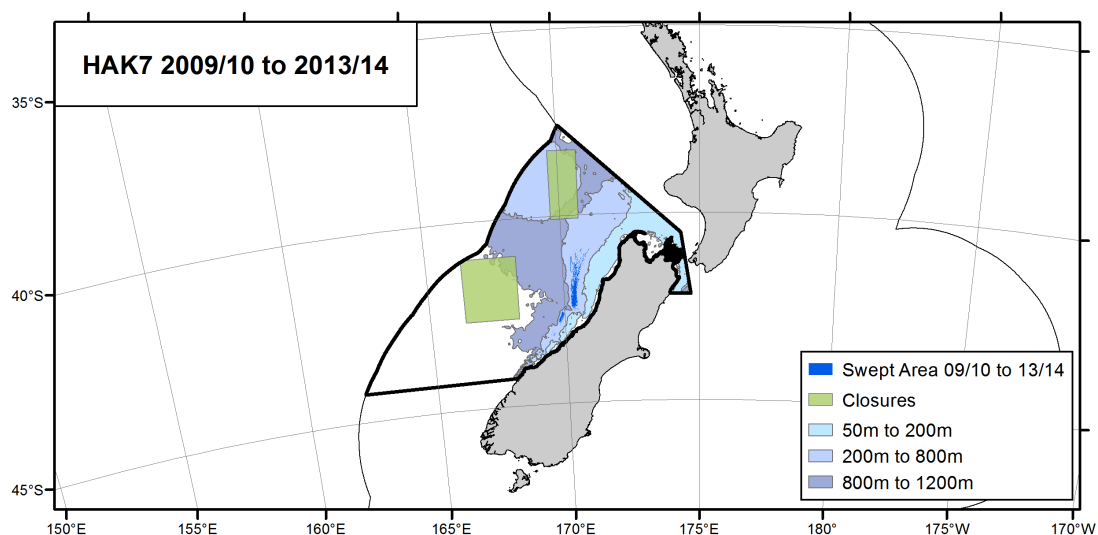 HAK7 2009/10 to 2013/14
35°S
40°S
45°S
Swept Area 09/10 to 13/14
Closures
50m to 200m
200m to 800m
800m to 1200m
150°E
155°E
160°E
165°E
170°E
175°E
180°
175°W
170°W